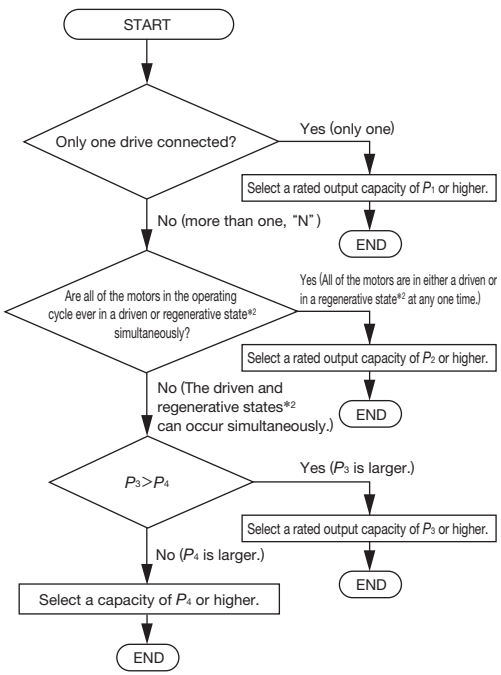 START
Only one drive connected?
Yes (only one)
Select a rated output capacity of P1 or higher.
END
No (more than one, “N”)
Are all of the motors in the operating
cycle ever in a driven or regenerative state*2
simultaneously?
Yes (All of the motors are in either a driven or
in a regenerative state*2 at any one time.)
Select a rated output capacity of P2 or higher.
END
No (The driven and
regenerative states*2
can occur simultaneously.)
P3>P4
Yes (P3 is larger.)
Select a rated output capacity of P3 or higher.
END
No (P4 is larger.)
Select a capacity of P4 or higher.
END